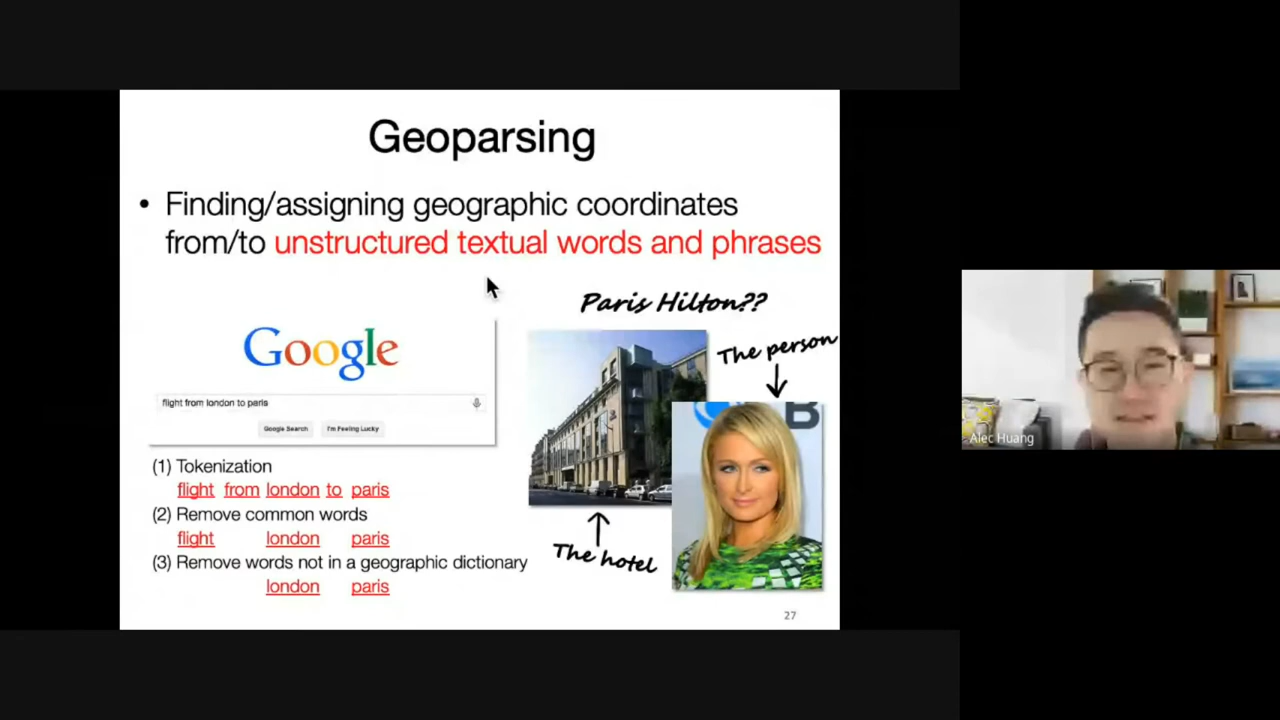 Geoparsing
• Finding/assigning geographic coordinates
from/to unstructured textual words and phrases
Paris Hilton??
The person
Google
flight from london to paris
Google Search I'm Feeling Lucky
B
(1) Tokenization
flight from london to paris
(2) Remove common words
flight london paris
The hotel
(3) Remove words not in a geographic dictionary
london paris
27
Alec Huang